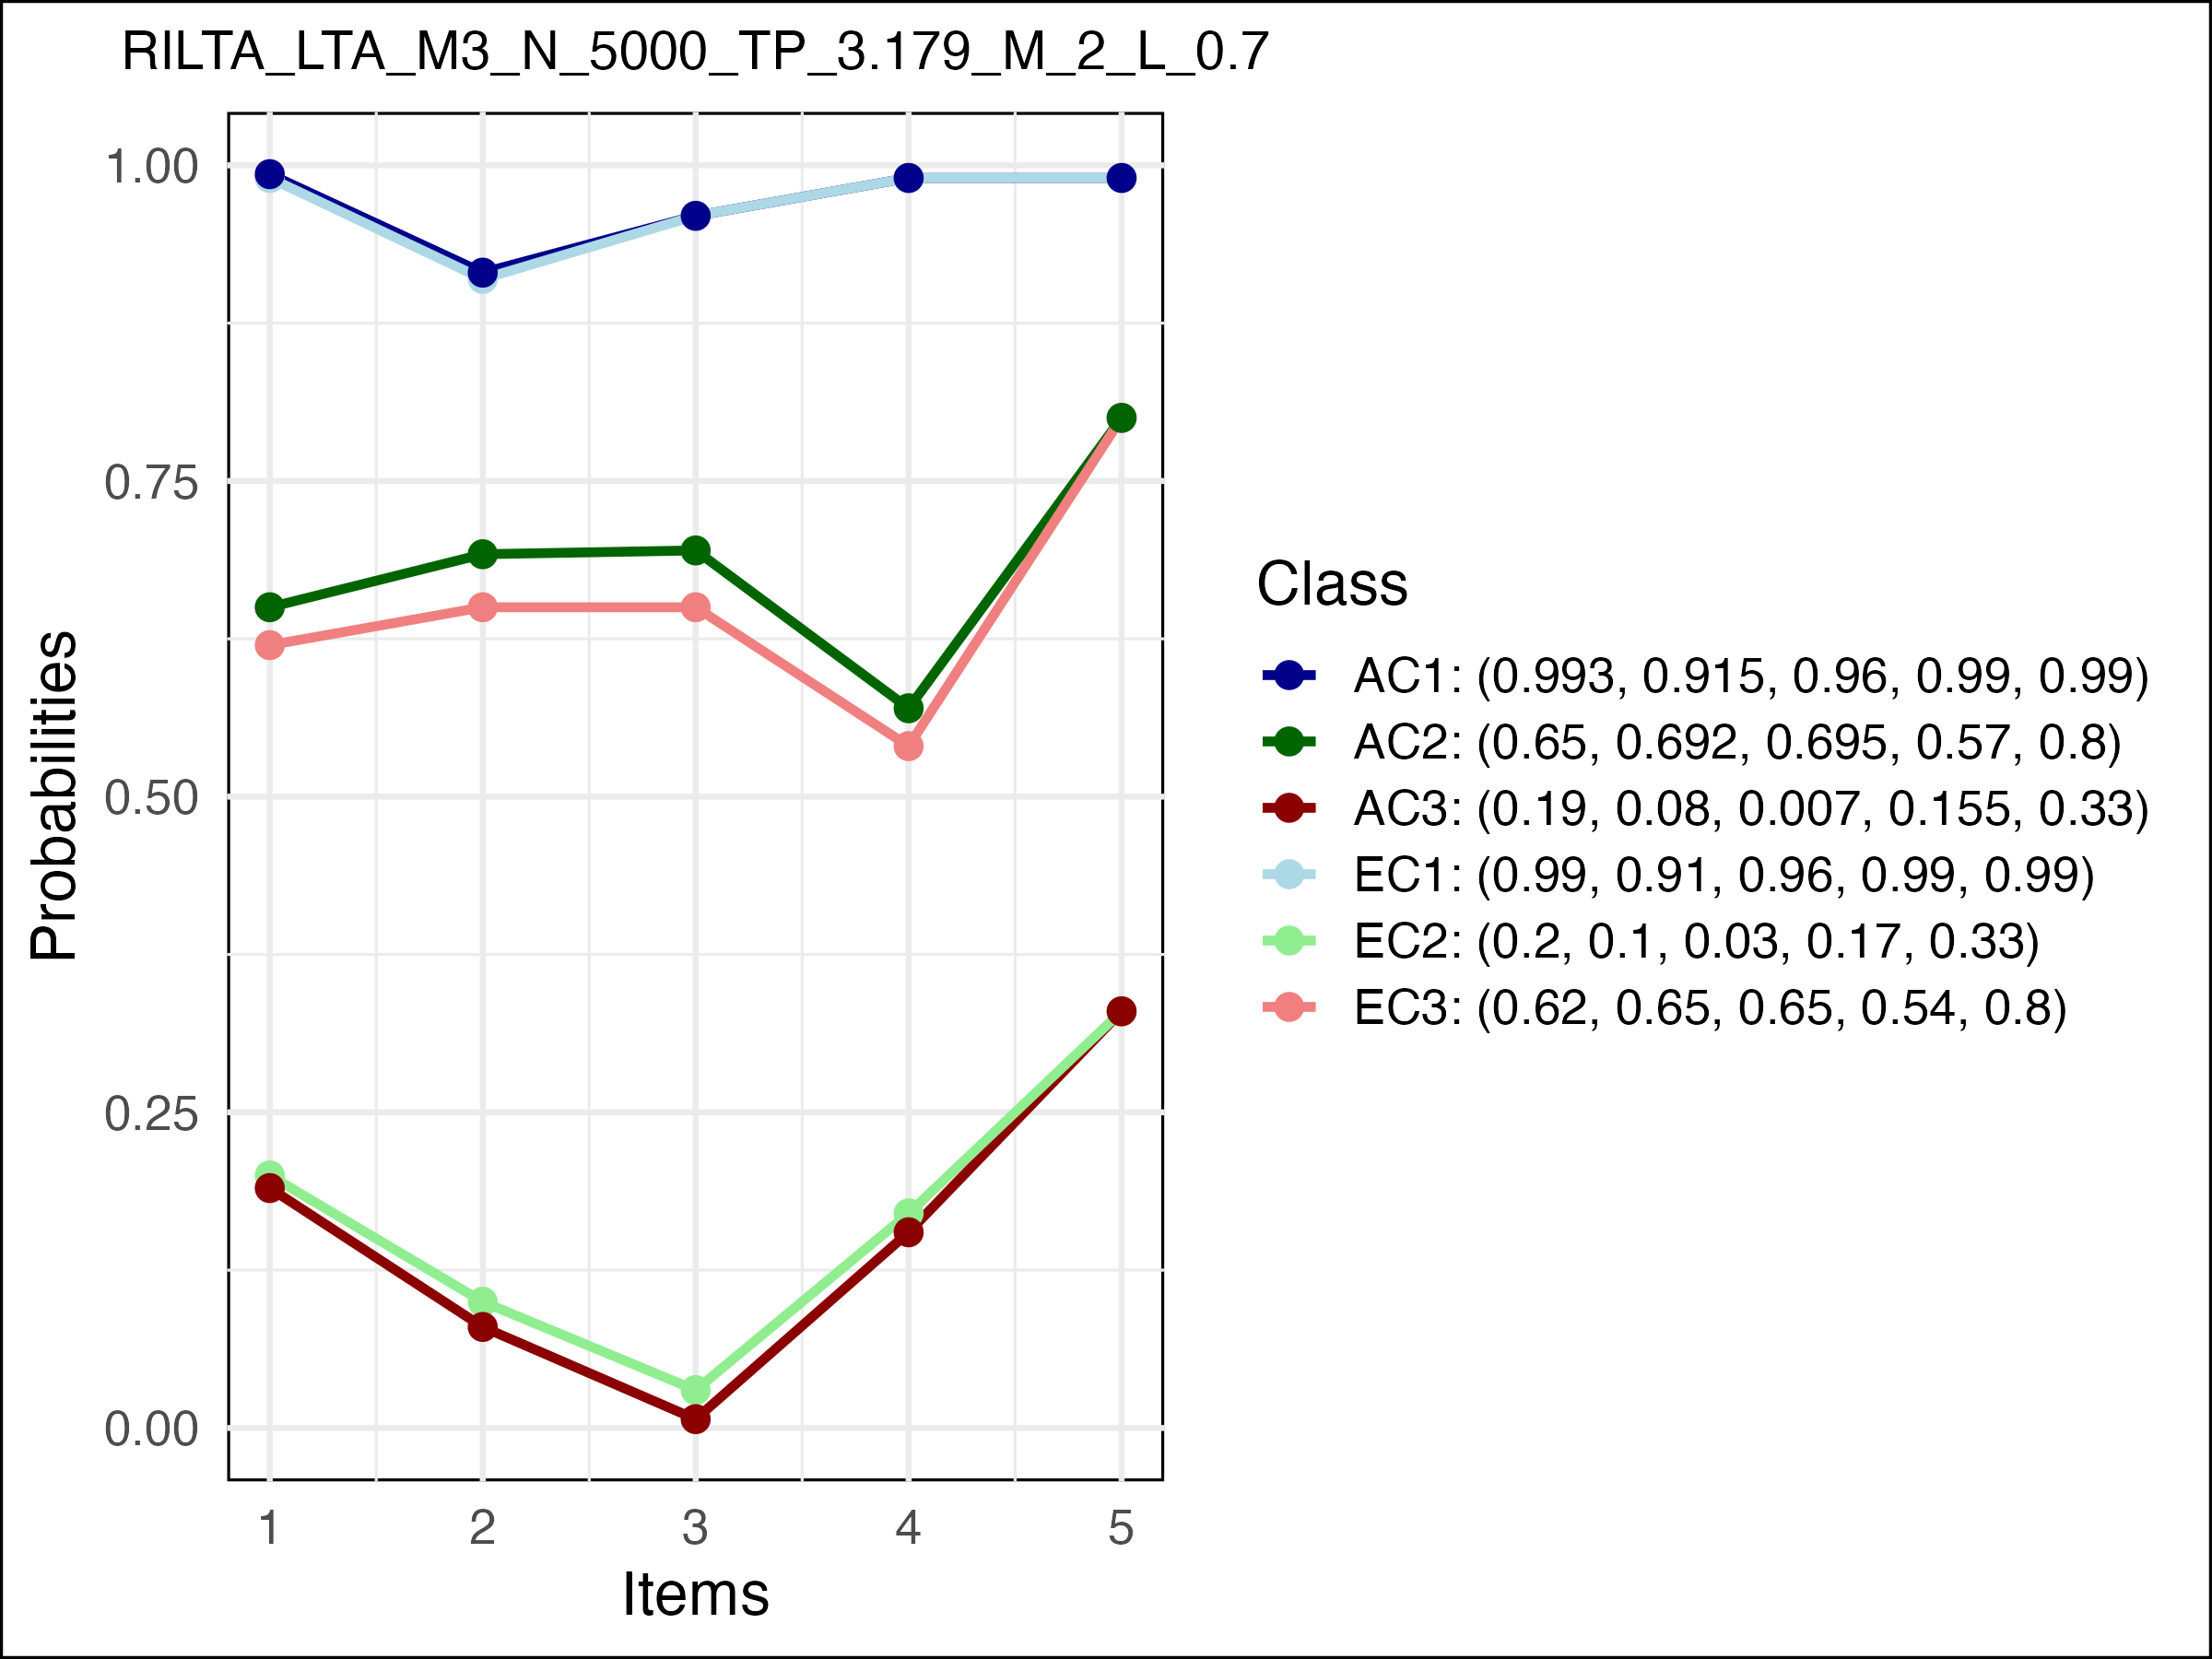 RILTA_LTA_M3_N_5000_TP_3.179_M_2_L_0.7
1.00
0.75
0.50
0.25
0.00
Probabilities
1 2 3 4 5
Items
Class
AC1: (0.993, 0.915, 0.96, 0.99, 0.99)
AC2: (0.65, 0.692, 0.695, 0.57, 0.8)
AC3: (0.19, 0.08, 0.007, 0.155, 0.33)
EC1: (0.99, 0.91, 0.96, 0.99, 0.99)
EC2: (0.2, 0.1, 0.03, 0.17, 0.33)
EC3: (0.62, 0.65, 0.65, 0.54, 0.8)